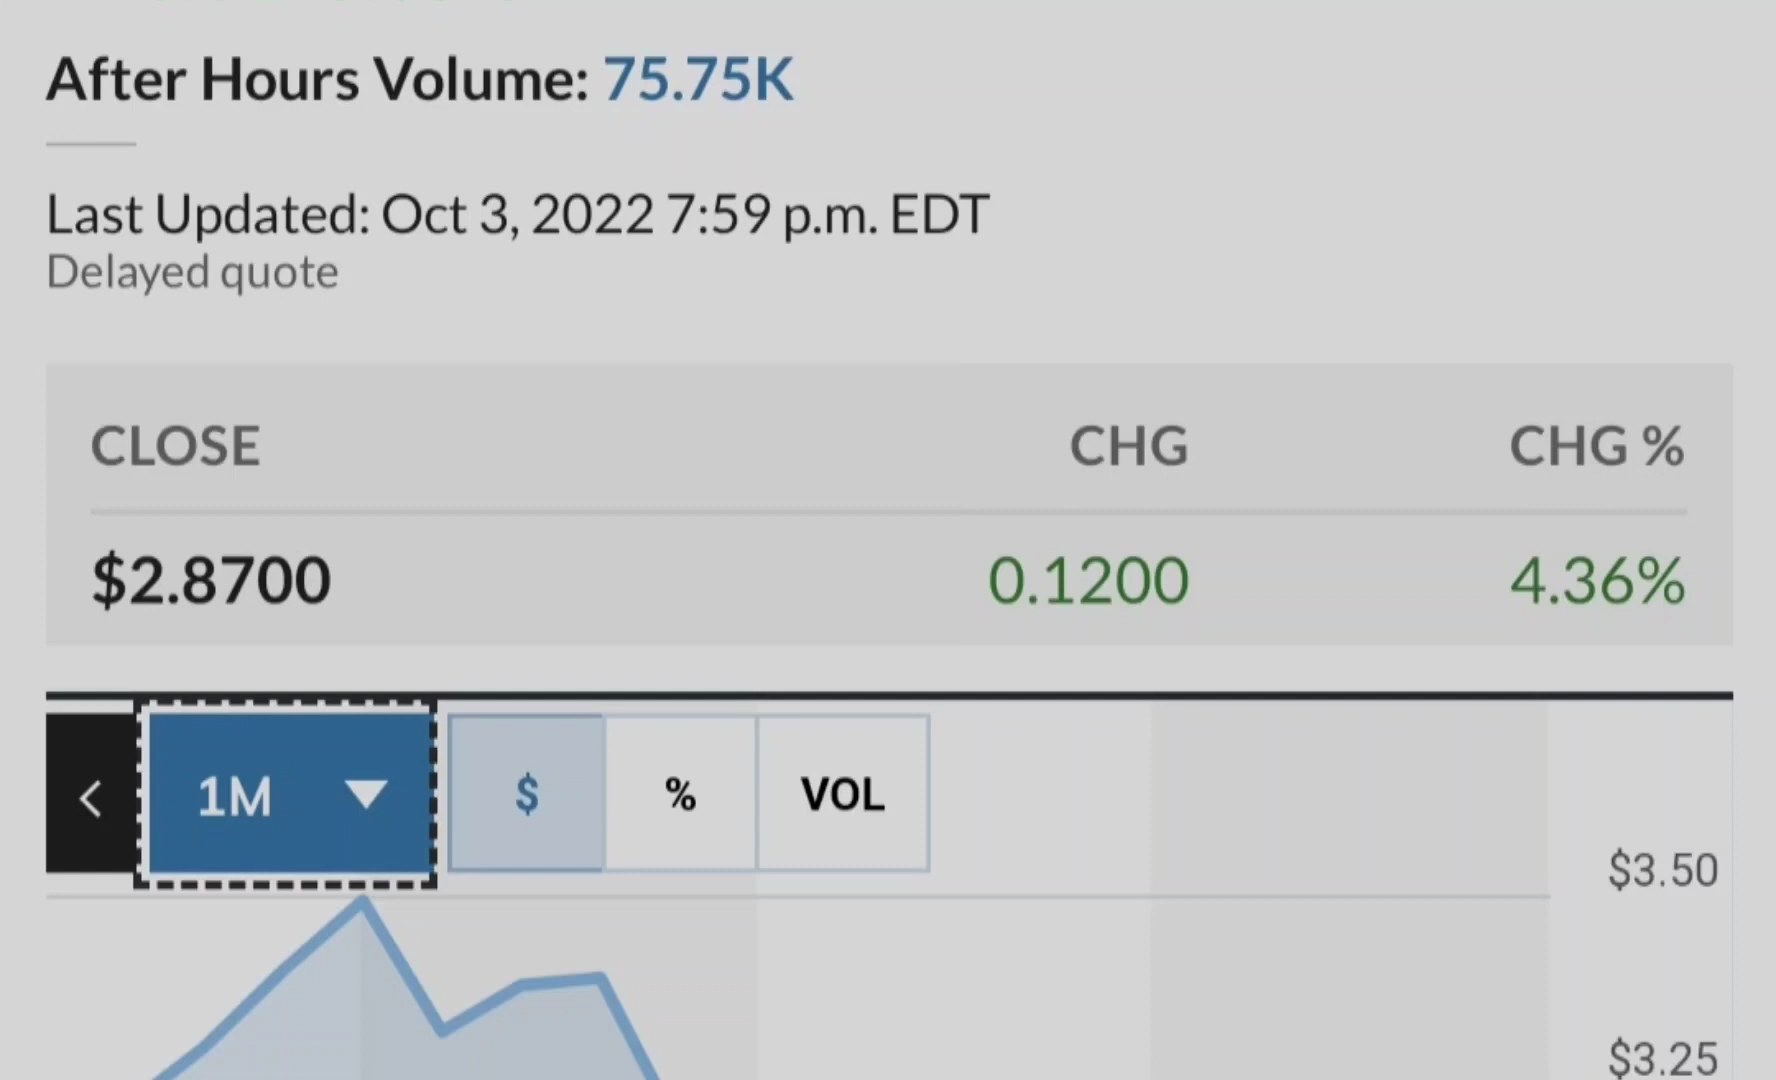 After Hours Volume: 75.75K
Last Updated: Oct 3, 2022 7:59 p.m. EDT
Delayed quote
CLOSE CHG CHG %
$2.8700 0.1200 4.36%
1M $ % VOL
$3.50
$3.25